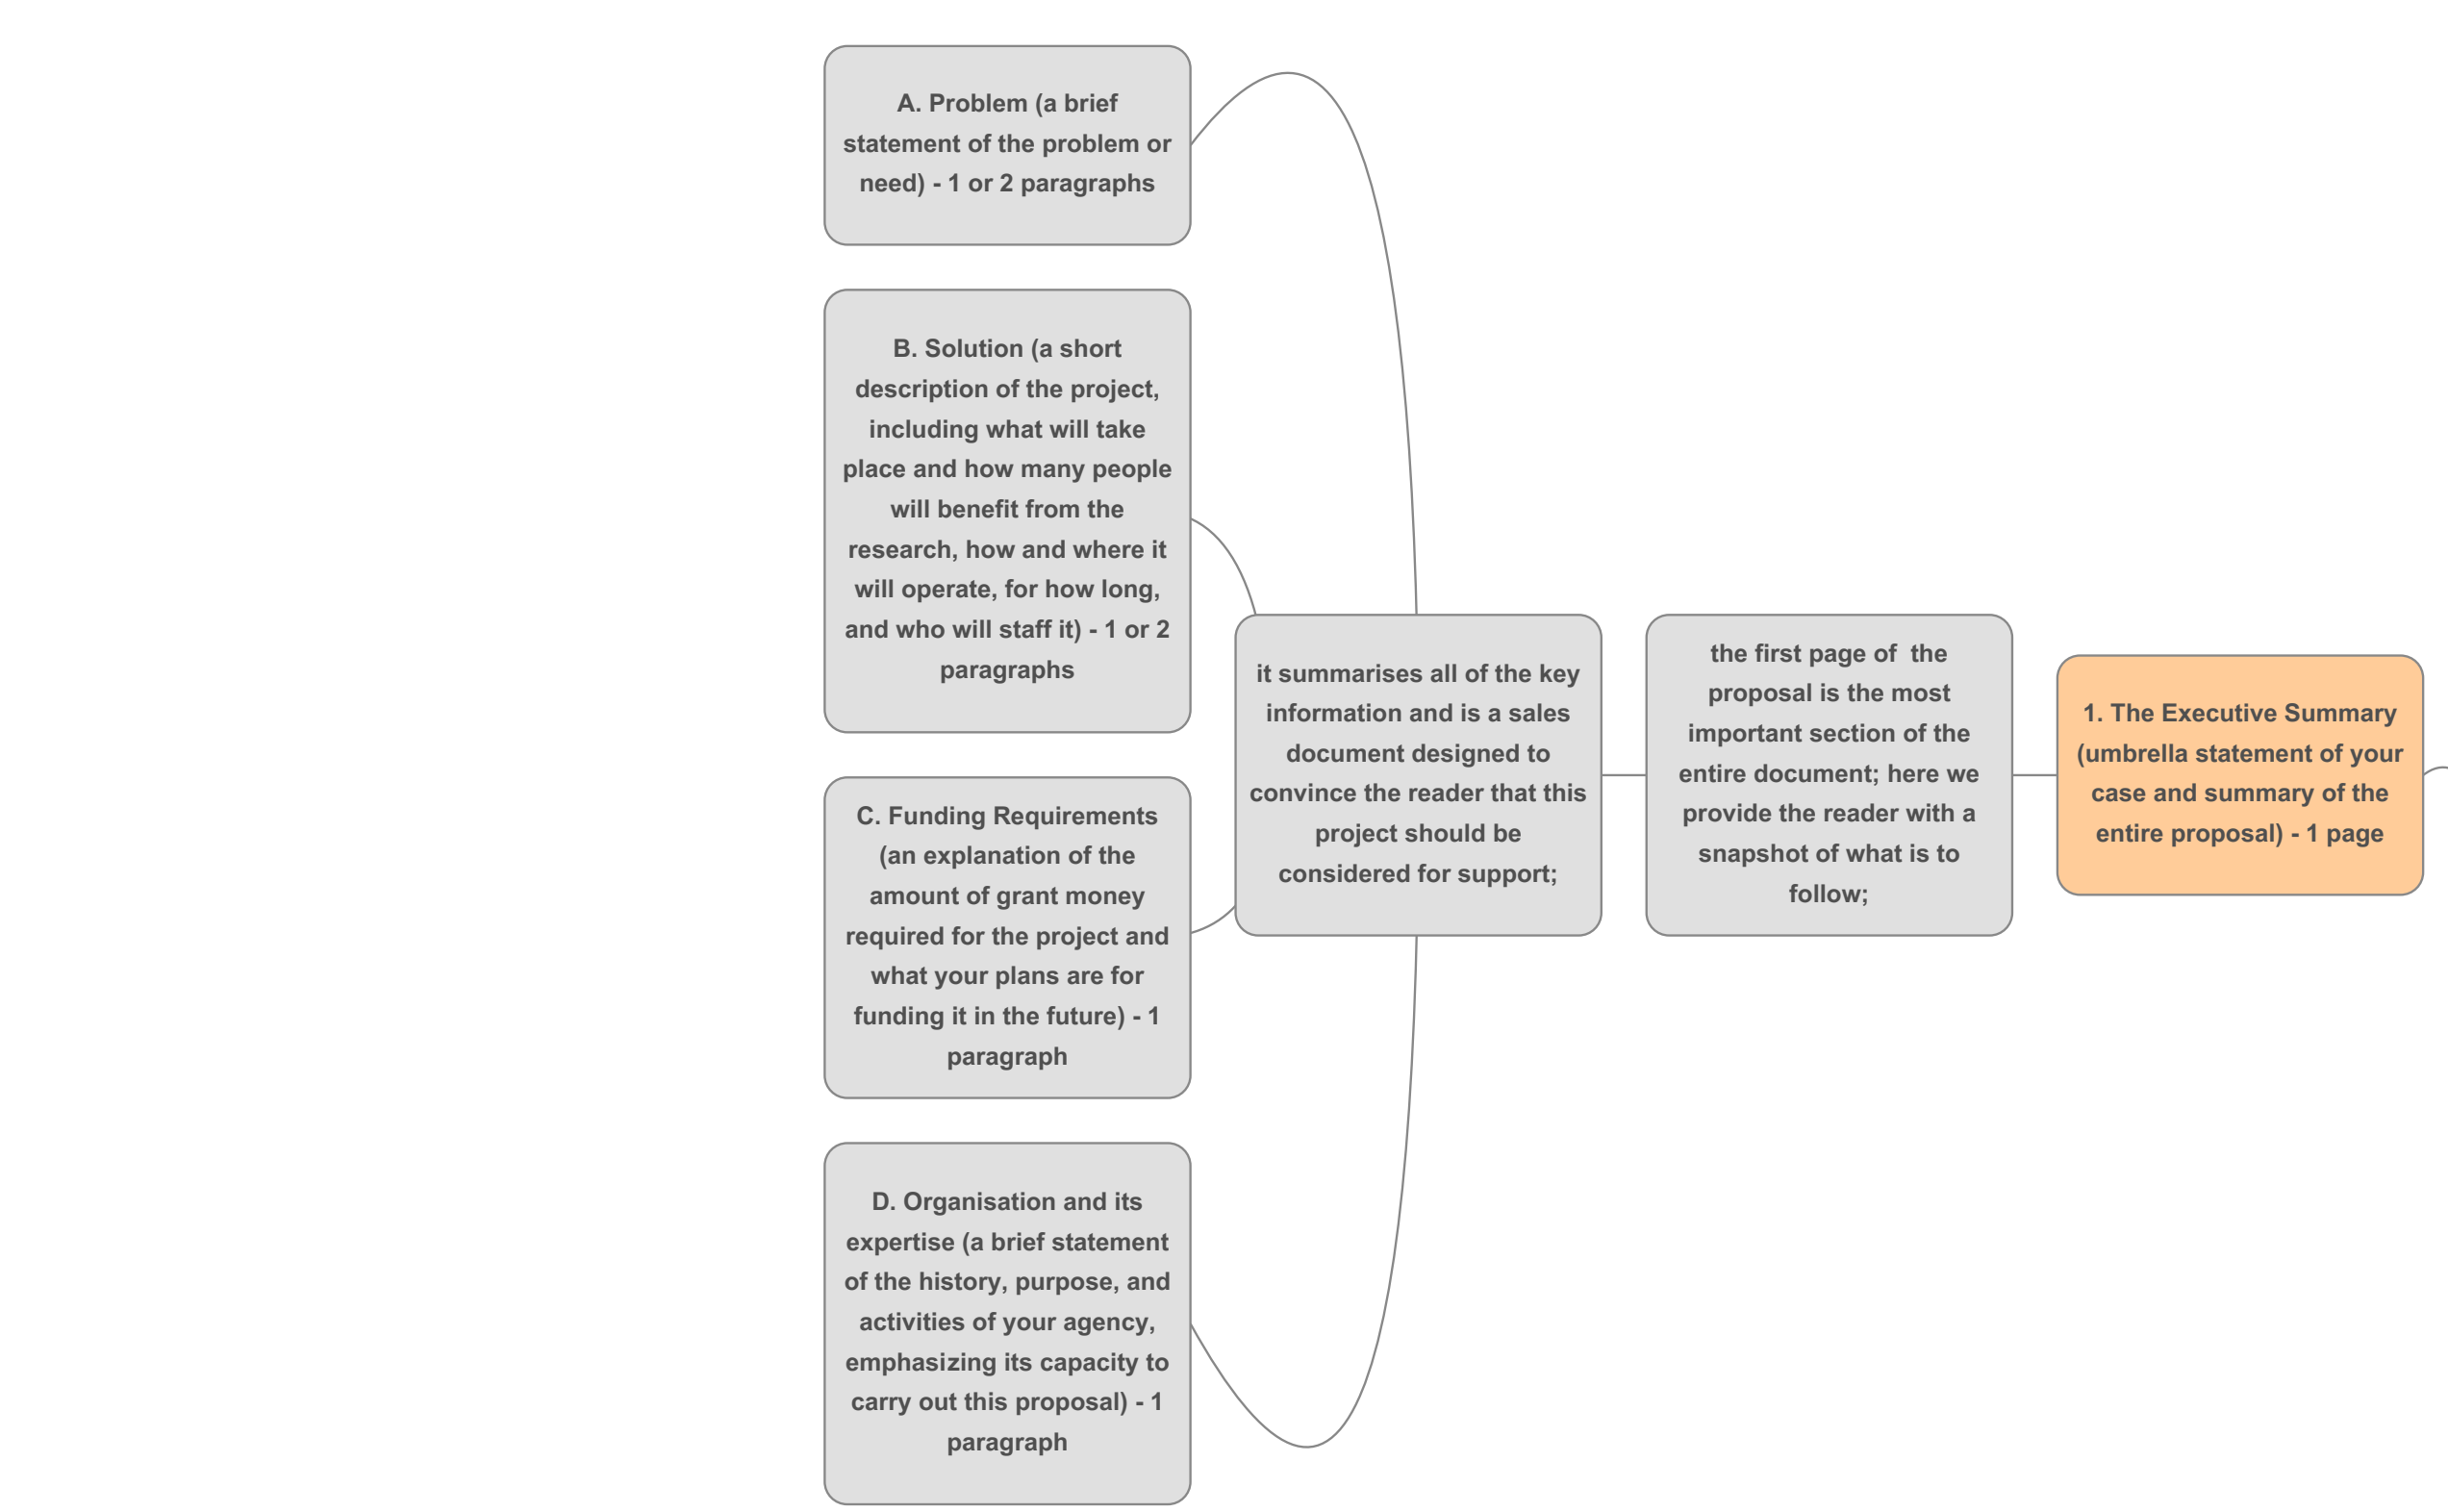 A. Problem (a brief
statement of the problem or
need) - 1 or 2 paragraphs
B. Solution (a short
description of the project,
including what will take
place and how many people
will benefit from the
research, how and where it
will operate, for how long,
and who will staff it) - 1 or 2
paragraphs
C. Funding Requirements
(an explanation of the
amount of grant money
required for the project and
what your plans are for
funding it in the future) - 1
paragraph
D. Organisation and its
expertise (a brief statement
of the history, purpose, and
activities of your agency,
emphasizing its capacity to
carry out this proposal) - 1
paragraph
it summarises all of the key
information and is a sales
document designed to
convince the reader that this
project should be
considered for support;
the first page of  the
proposal is the most
important section of the
entire document; here we
provide the reader with a
snapshot of what is to
follow;
1. The Executive Summary
(umbrella statement of your
case and summary of the
entire proposal) - 1 page